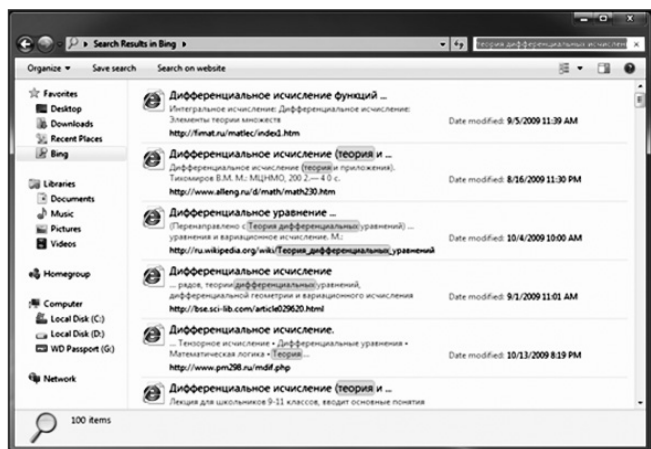 Search Results in Bing
теория дифференциальных исчислен
Organize
Save search
Search on website
Favorites
Desktop
Downloads
Recent Places
Bing
Libraries
Documents
Music
Pictures
Videos
Homegroup
Computer
Local Disk (C:)
Local Disk (D:)
WD Passport (G:)
Network
Дифференциальное исчисление функций ...
Интегральное исчисление: Дифференциальное исчисление:
Элементы теории множеств
http://fimat.ru/matlec/index1.htm
Date modified: 9/5/2009 11:39 AM
Дифференциальное исчисление (теория и ...
Дифференциальное исчисление (теория и приложения).
Тихомиров В.М. М.: МЦНМО, 200 2.— 4 0 с.
http://www.alleng.ru/d/math/math230.htm
Date modified: 8/16/2009 11:30 PM
Дифференциальное уравнение ...
(Перенаправлено с Теория дифференциальных уравнений) ...
уравнения и вариационное исчисление. М.:
http://ru.wikipedia.org/wiki/Теория_дифференциальных_уравнений
Date modified: 10/4/2009 10:00 AM
Дифференциальное исчисление
... рядов, теории дифференциальных уравнений,
дифференциальной геометрии и вариационного исчисления
http://bse.sci-lib.com/article029620.html
Date modified: 9/1/2009 11:01 AM
Дифференциальное исчисление.
... Тензорное исчисление • Дифференциальные уравнения •
Математическая логика • Теория...
http://www.pm298.ru/mdif.php
Date modified: 10/13/2009 8:19 PM
Дифференциальное исчисление (теория и ...
Лекция для школьников 9-11 классов, вводит основные понятия
100 items